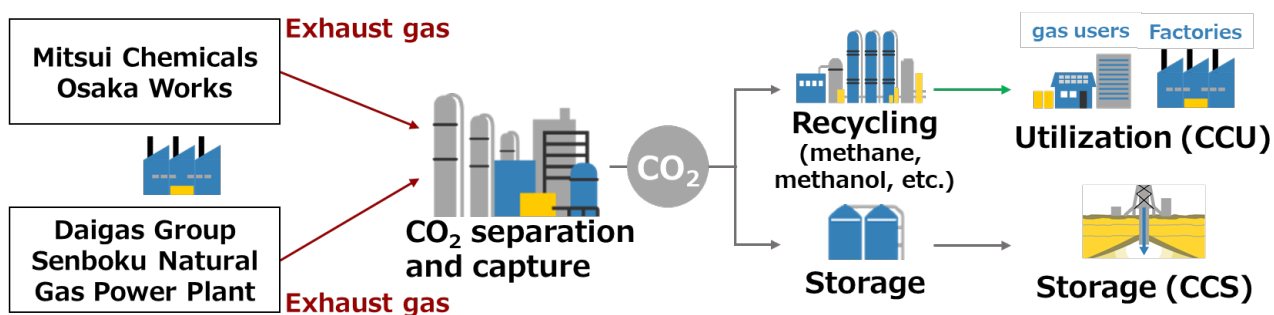 Exhaust gas
Mitsui Chemicals
Osaka Works
Daigas Group
Senboku Natural
Gas Power Plant
Exhaust gas
CO₂ separation
and capture
CO₂
Recycling
(methane,
methanol, etc.)
Storage
gas users
Factories
Utilization (CCU)
Storage (CCS)